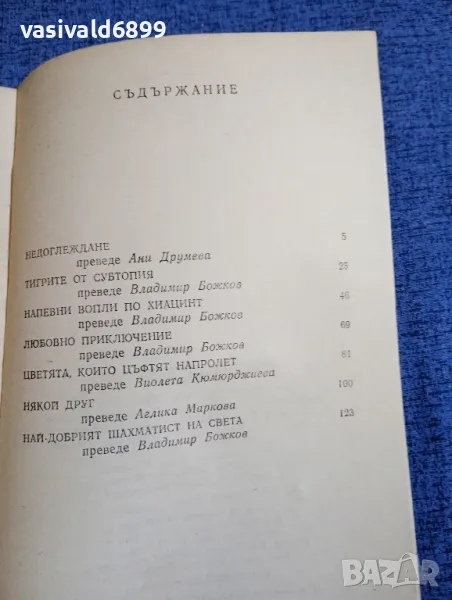 vasivald6899
СЪДЪРЖАНИЕ
НЕДОГЛЕЖДАНЕ 5
преведе Ани Друмева
ТИГРИТЕ ОТ СУБТОПИЯ 25
преведе Владимир Божков
НАПЕВНИ ВОПЛИ ПО ХИАЦИНТ 46
преведе Владимир Божков
ЛЮБОВНО ПРИКЛЮЧЕНИЕ 69
преведе Владимир Божков
ЦВЕТЯТА, КОИТО ЦЪФТЯТ НАПРОЛЕТ 81
преведе Виолета Кюмюрджиева
НЯКОЙ ДРУГ 100
преведе Аглика Маркова
НАЙ-ДОБРИЯТ ШАХМАТИСТ НА СВЕТА 123
преведе Владимир Божков
BAZAR